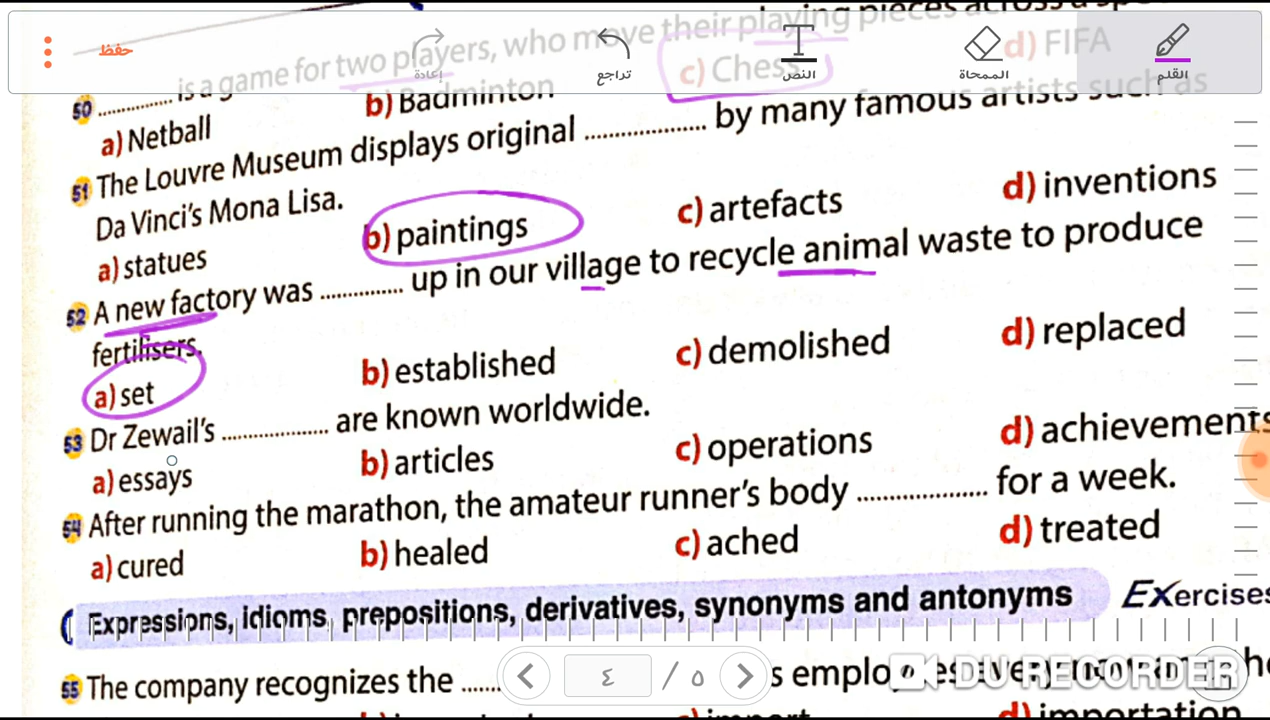 حفظ
إعادة
تراجع
النص
الممحاة
القلم
playing pieces across a
50 .............. is a game for two players, who move their
a) Netball b) Badminton c) Chess d) FIFA
51 The Louvre Museum displays original .................. by many famous artists such as
Da Vinci's Mona Lisa.
a) statues b) paintings c) artefacts d) inventions
52 A new factory was ............. up in our village to recycle animal waste to produce
fertilisers.
a) set b) established c) demolished d) replaced
53 Dr Zewail's ................. are known worldwide.
a) essays b) articles c) operations d) achievements
54 After running the marathon, the amateur runner's body .................... for a week.
a) cured b) healed c) ached d) treated
Expressions, idioms, prepositions, derivatives, synonyms and antonyms Exercises
55 The company recognizes the ......
٤ / ٥
DU RECORDER
d) importation